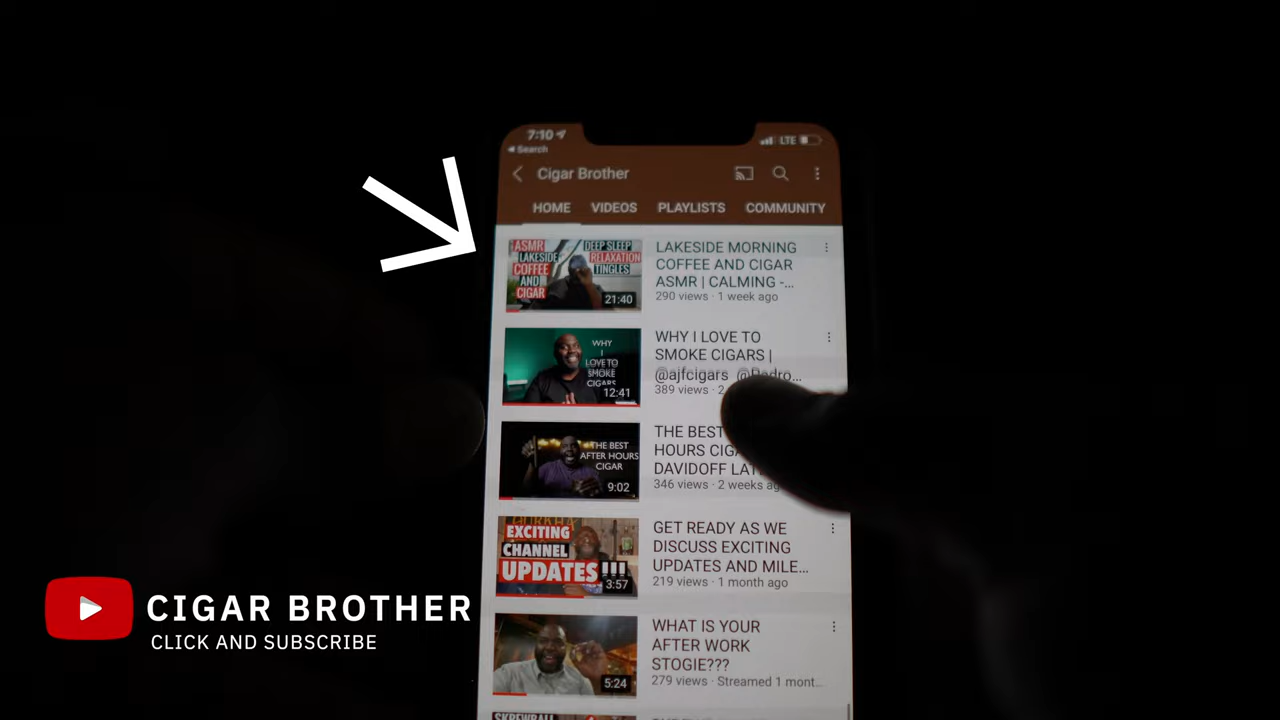 7:10
LTE
Search
Cigar Brother
HOME VIDEOS PLAYLISTS COMMUNITY
ASMR
LAKESIDE
COFFEE
AND
CIGAR
DEEP SLEEP
RELAXATION
TINGLES
21:40
LAKESIDE MORNING
COFFEE AND CIGAR
ASMR | CALMING -...
290 views · 1 week ago
WHY
I
LOVE TO
SMOKE
CIGARS
12:41
WHY I LOVE TO
SMOKE CIGARS |
@ajfcigars @Pedro...
389 views · 2
THE BEST
AFTER HOURS
CIGAR
9:02
THE BEST
HOURS
DAVIDOFF
346 views · 2 weeks
EXCITING
CHANNEL
UPDATES!!!
3:57
GET READY AS WE
DISCUSS EXCITING
UPDATES AND MILE...
219 views · 1 month ago
5:24
WHAT IS YOUR
AFTER WORK
STOGIE???
279 views · Streamed 1 mont...
CIGAR BROTHER
CLICK AND SUBSCRIBE